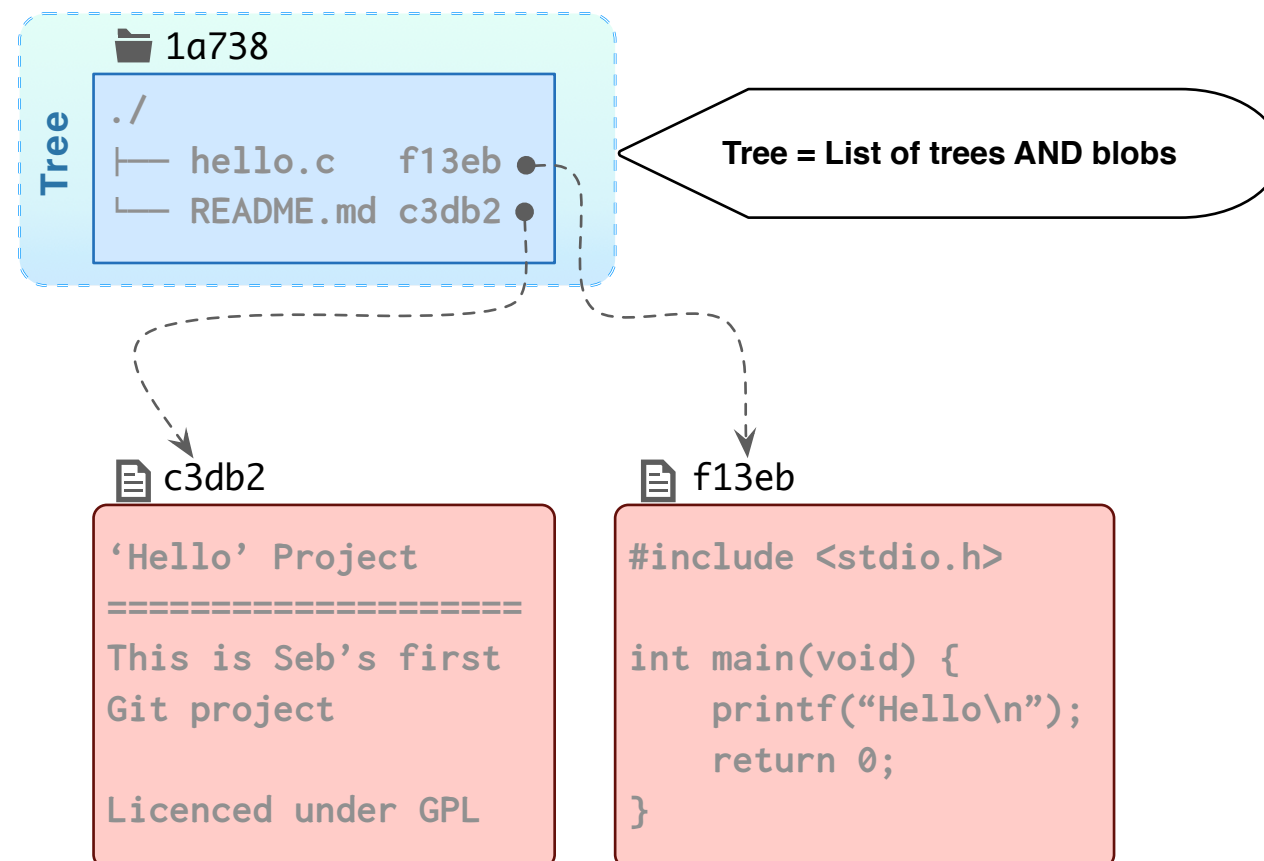 1a738
Tree
./
├── hello.c f13eb
└── README.md c3db2
Tree = List of trees AND blobs
c3db2
‘Hello’ Project
====================
This is Seb’s first
Git project
Licenced under GPL
f13eb
#include <stdio.h>
int main(void) {
printf(“Hello\n”);
return 0;
}